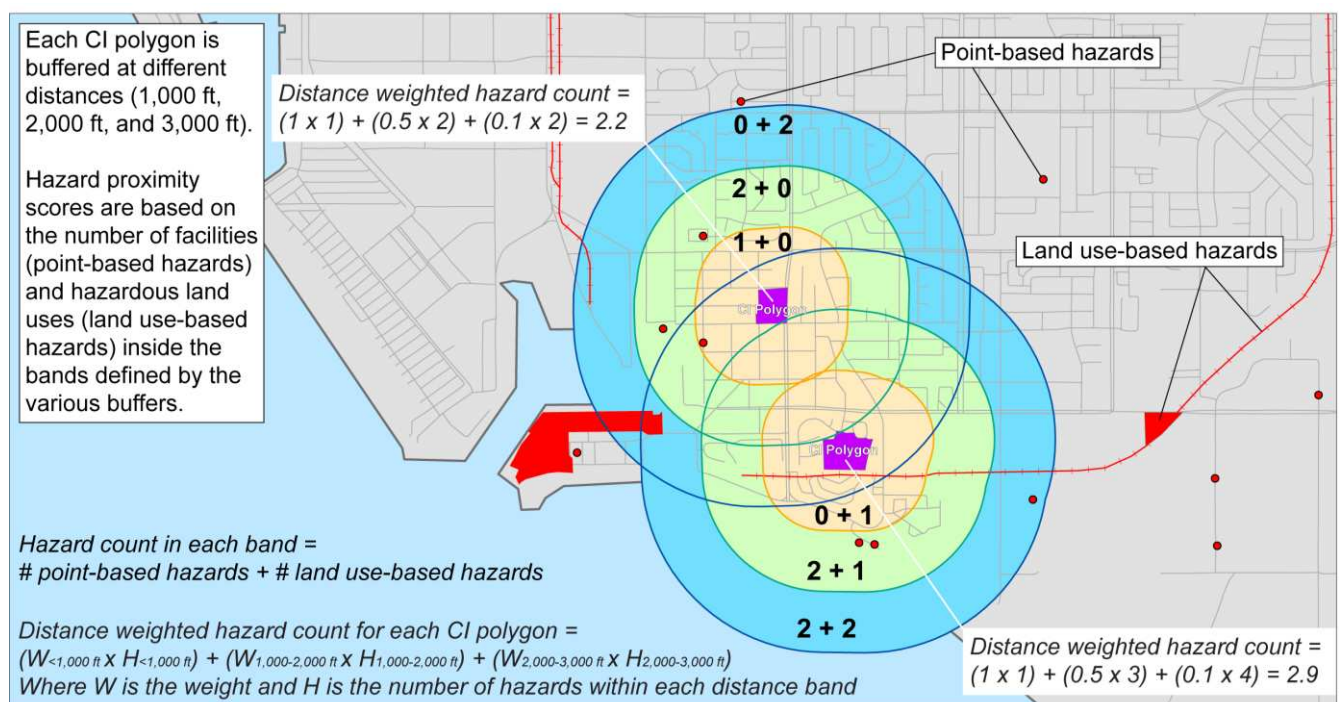 Each CI polygon is
buffered at different
distances (1,000 ft,
2,000 ft, and 3,000 ft).
Hazard proximity
scores are based on
the number of facilities
(point-based hazards)
and hazardous land
uses (land use-based
hazards) inside the
bands defined by the
various buffers.
Distance weighted hazard count =
(1 x 1) + (0.5 x 2) + (0.1 x 2) = 2.2
Point-based hazards
Land use-based hazards
0 + 2
2 + 0
1 + 0
CI Polygon
CI Polygon
0 + 1
2 + 1
2 + 2
Hazard count in each band =
# point-based hazards + # land use-based hazards
Distance weighted hazard count for each CI polygon =
(W<1,000 ft x H<1,000 ft) + (W1,000-2,000 ft x H1,000-2,000 ft) + (W2,000-3,000 ft x H2,000-3,000 ft)
Where W is the weight and H is the number of hazards within each distance band
Distance weighted hazard count =
(1 x 1) + (0.5 x 3) + (0.1 x 4) = 2.9